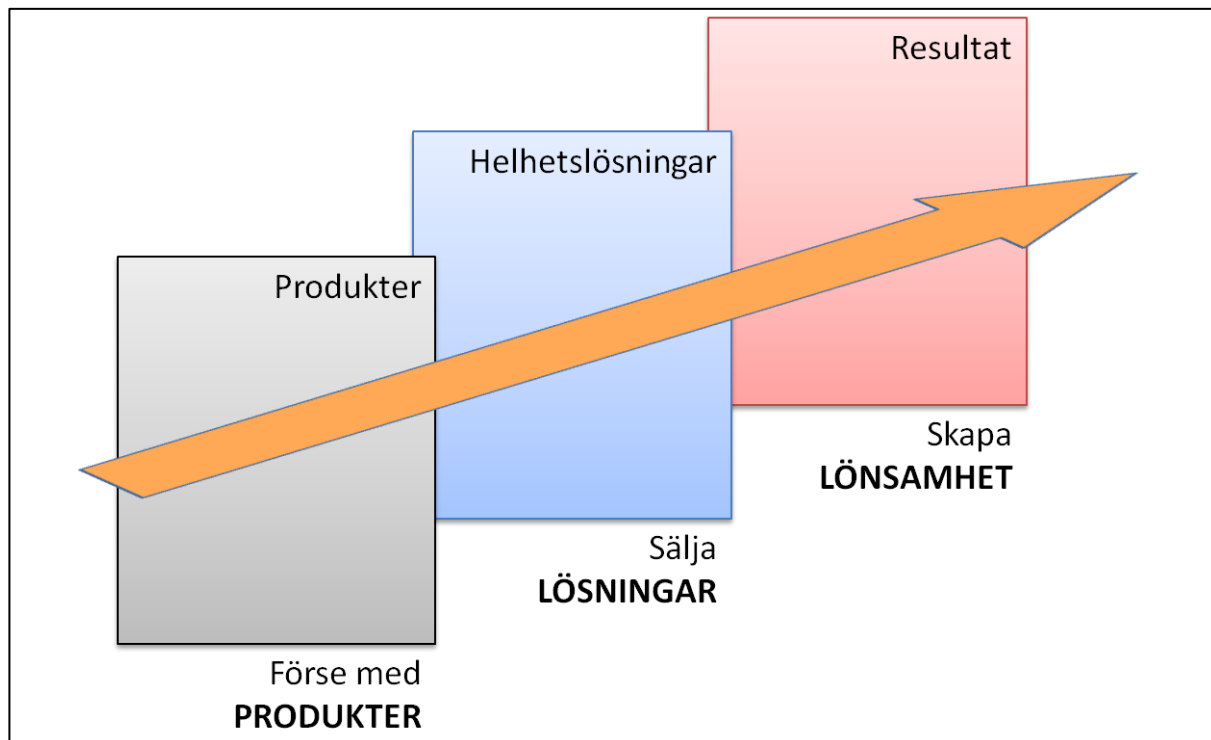 Produkter
Förse med
PRODUKTER
Helhetslösningar
Sälja
LÖSNINGAR
Resultat
Skapa
LÖNSAMHET